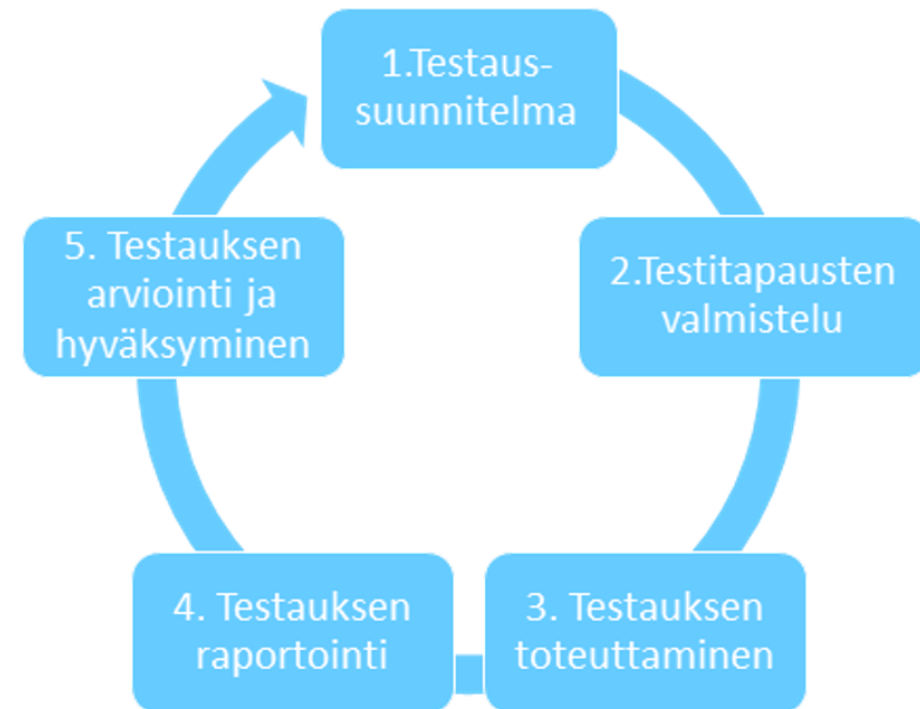 1.Testaus-
suunnitelma
2.Testitapausten
valmistelu
3. Testauksen
toteuttaminen
4. Testauksen
raportointi
5. Testauksen
arviointi ja
hyväksyminen